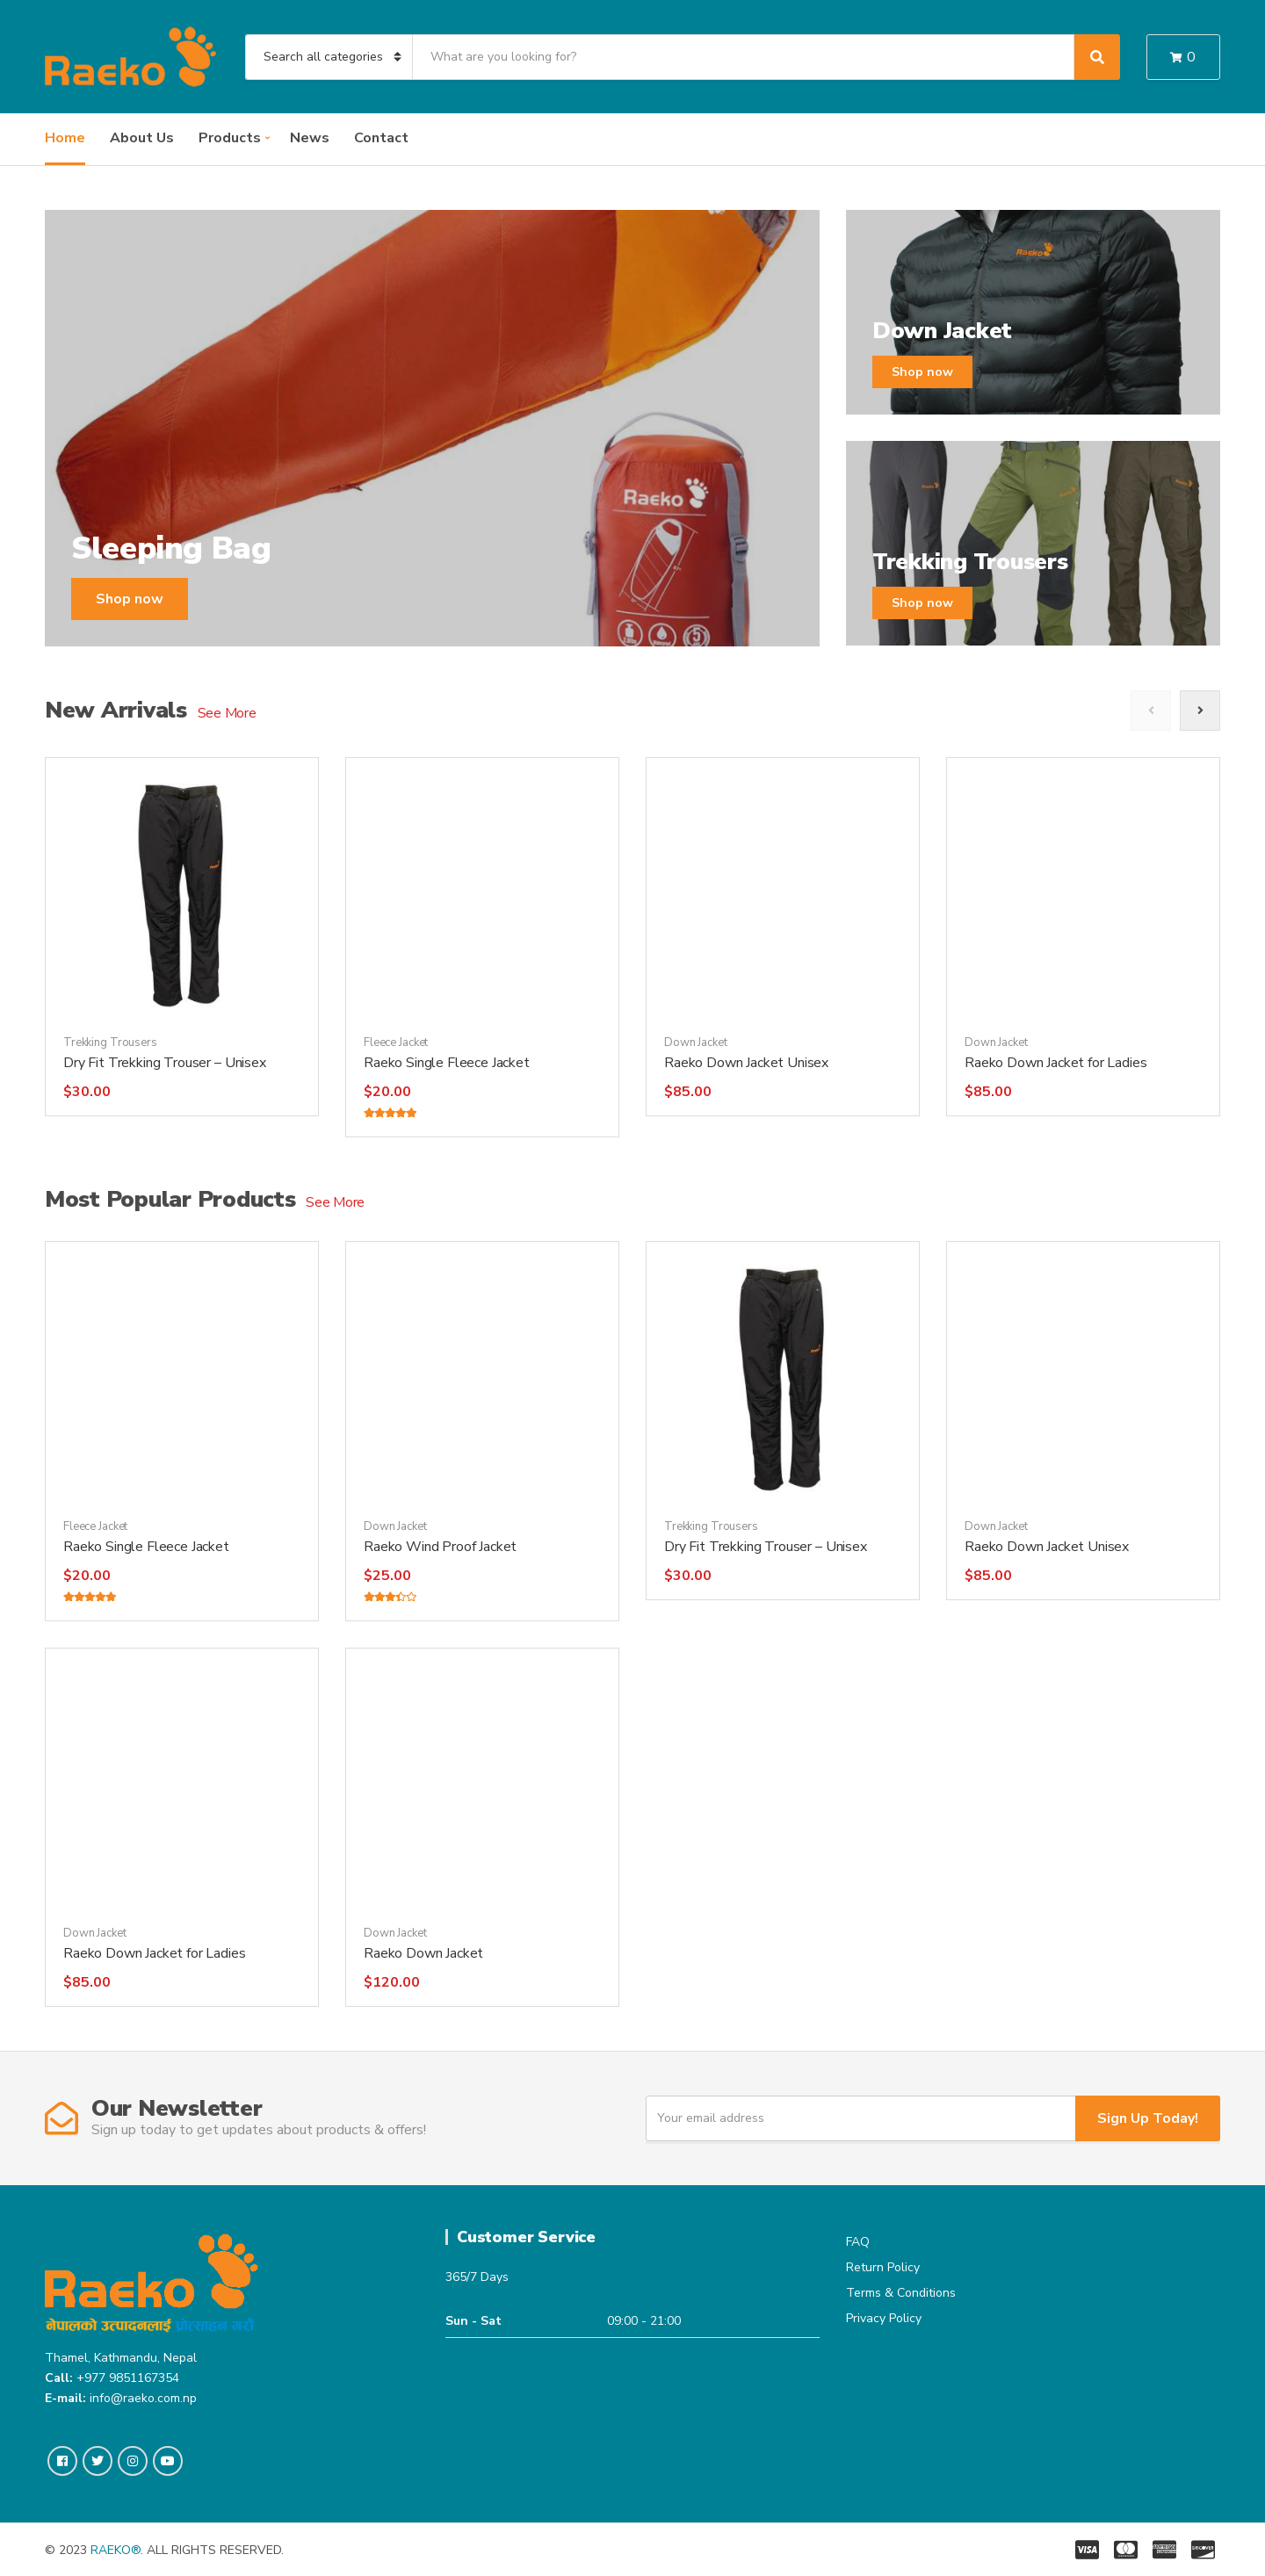 Raeko
Search all categories
What are you looking for?
0
Home
About Us
Products
News
Contact
Raeko
Sleeping Bag
Shop now
Raeko
Down Jacket
Shop now
Trekking Trousers
Shop now
New Arrivals See More
Trekking Trousers
Dry Fit Trekking Trouser – Unisex
$30.00
Fleece Jacket
Raeko Single Fleece Jacket
$20.00
Down Jacket
Raeko Down Jacket Unisex
$85.00
Down Jacket
Raeko Down Jacket for Ladies
$85.00
Most Popular Products See More
Fleece Jacket
Raeko Single Fleece Jacket
$20.00
Down Jacket
Raeko Wind Proof Jacket
$25.00
Trekking Trousers
Dry Fit Trekking Trouser – Unisex
$30.00
Down Jacket
Raeko Down Jacket Unisex
$85.00
Down Jacket
Raeko Down Jacket for Ladies
$85.00
Down Jacket
Raeko Down Jacket
$120.00
Our Newsletter
Sign up today to get updates about products & offers!
Your email address
Sign Up Today!
Raeko
नेपालको उत्पादनलाई प्रोत्साहन गरौं
Thamel, Kathmandu, Nepal
Call: +977 9851167354
E-mail: info@raeko.com.np
Customer Service
365/7 Days
Sun - Sat 09:00 - 21:00
FAQ
Return Policy
Terms & Conditions
Privacy Policy
© 2023 RAEKO®. ALL RIGHTS RESERVED.
VISA
AMERICAN EXPRESS
DISCOVER